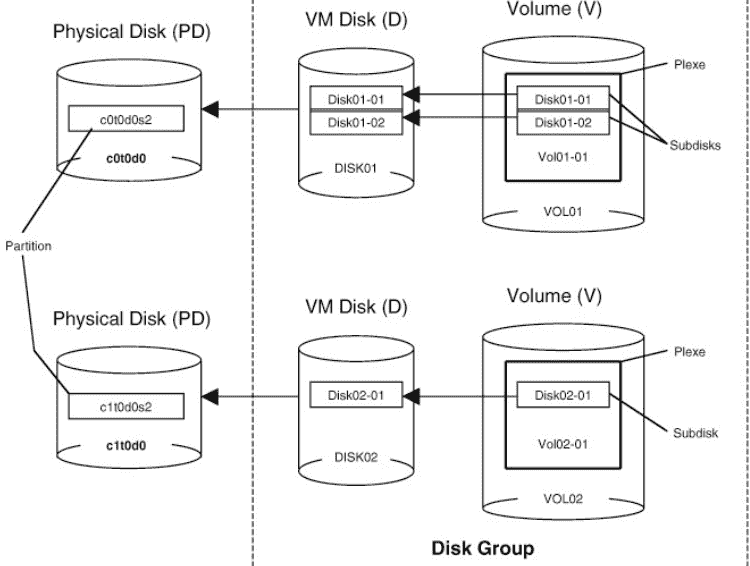 Physical Disk (PD)
VM Disk (D)
Volume (V)
Plexe
c0t0d0s2
Disk01-01
Disk01-01
Disk01-02
Disk01-02
Subdisks
c0t0d0
DISK01
Vol01-01
VOL01
Partition
Physical Disk (PD)
VM Disk (D)
Volume (V)
Plexe
c1t0d0s2
Disk02-01
Disk02-01
Subdisk
c1t0d0
DISK02
Vol02-01
VOL02
Disk Group